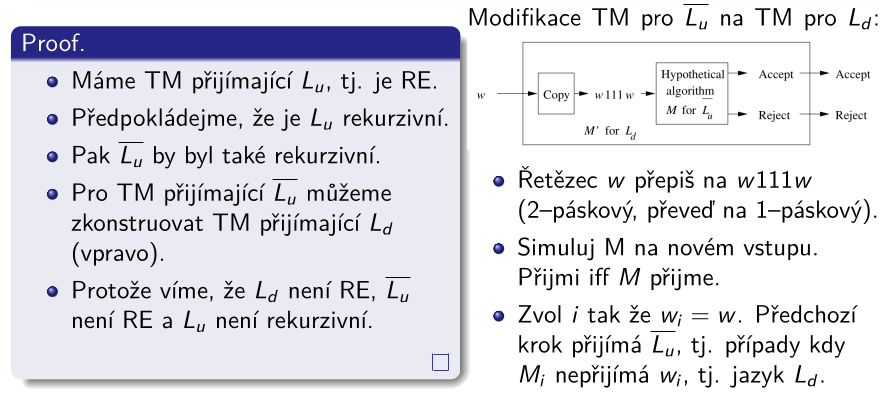 Proof.
Máme TM přijímající L_u, tj. je RE.
Předpokládejme, že je L_u rekurzivní.
Pak \overline{L_u} by byl také rekurzivní.
Pro TM přijímající \overline{L_u} můžeme
zkonstruovat TM přijímající L_d
(vpravo).
Protože víme, že L_d není RE, \overline{L_u}
není RE a L_u není rekurzivní.
Modifikace TM pro \overline{L_u} na TM pro L_d:
w Copy w 111 w
Hypothetical
algorithm
M for \overline{L_u}
Accept Accept
Reject Reject
M' for L_d
Řetězec w přepiš na w111w
(2–páskový, převeď na 1–páskový).
Simuluj M na novém vstupu.
Přijmi iff M přijme.
Zvol i tak že w_i = w. Předchozí
krok přijímá \overline{L_u}, tj. případy kdy
M_i nepřijímá w_i, tj. jazyk L_d.